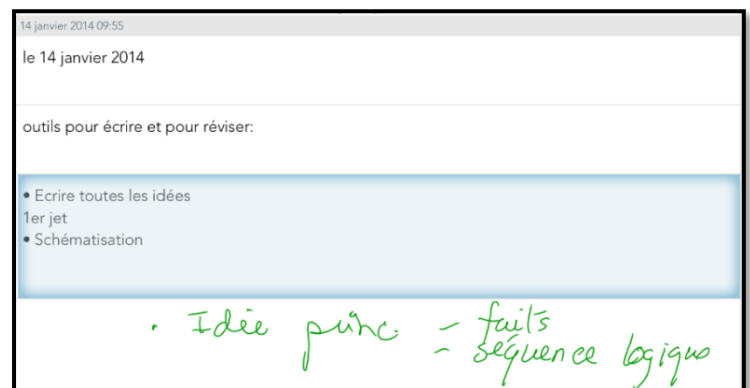 14 janvier 2014 09:55
le 14 janvier 2014
outils pour écrire et pour réviser:
• Ecrire toutes les idées
1er jet
• Schématisation
• Idée princ. - faits
- séquence logique